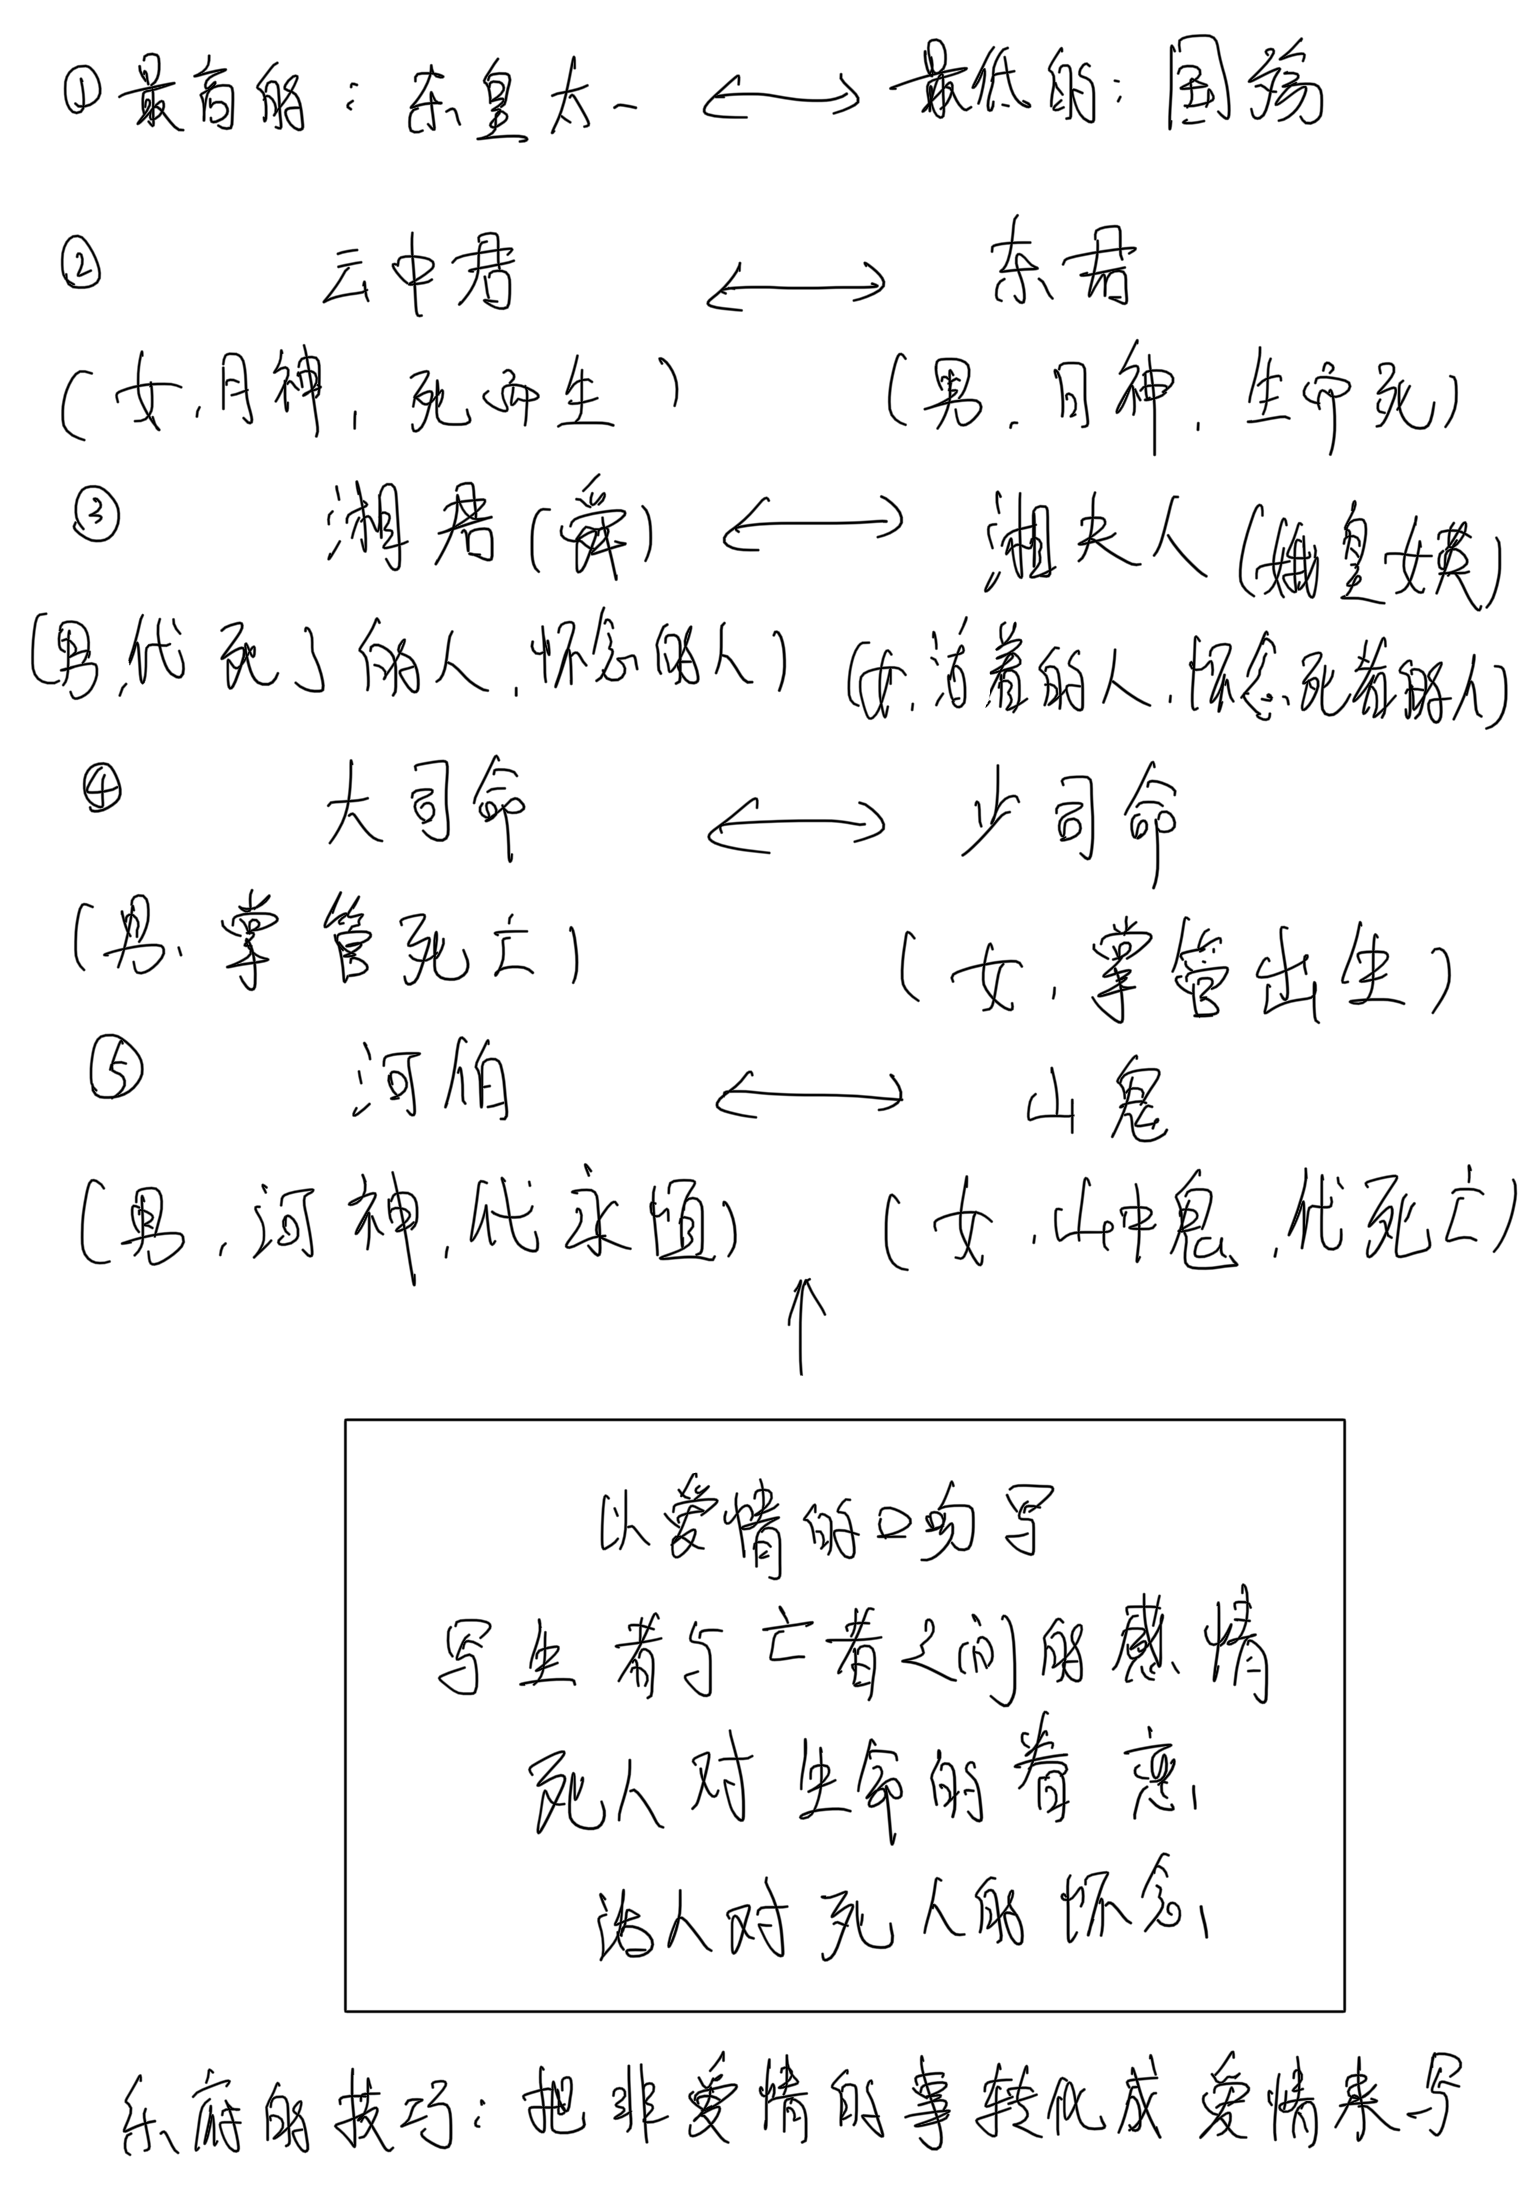 ①最高的：东皇太一 ⟷ 最低的：国殇
② 云中君 ⟷ 东君
(女,月神,死而生) (男,日神,生而死)
③ 湘君(舜) ⟷ 湘夫人(娥皇女英)
(男,代死了的人,怀念的人) (女,活着的人,怀念死者的人)
④ 大司命 ⟷ 少司命
(男,掌管死亡) (女,掌管出生)
⑤ 河伯 ⟷ 山鬼
(男,河神,代永恒) (女,山中鬼,代死亡)
↑
以爱情的口吻写
写生者与亡者之间的感情
死人对生命的眷恋,
活人对死人的怀念,
乐府的技巧：把非爱情的事转化成爱情来写